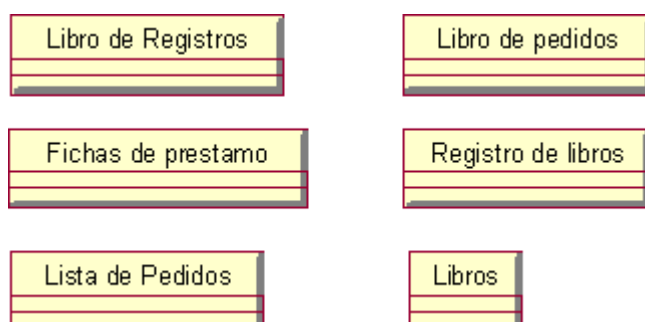 Libro de Registros
Libro de pedidos
Fichas de prestamo
Registro de libros
Lista de Pedidos
Libros